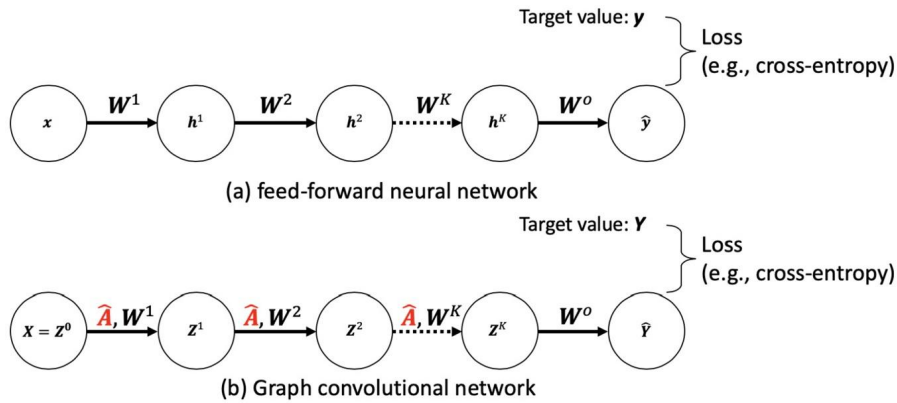 Target value: y
Loss
(e.g., cross-entropy)
W¹ W² Wᴷ Wᵒ
x h¹ h² hᴷ ŷ
(a) feed-forward neural network
Target value: Y
Loss
(e.g., cross-entropy)
Â, W¹ Â, W² Â, Wᴷ Wᵒ
X = Z⁰ Z¹ Z² Zᴷ Ŷ
(b) Graph convolutional network